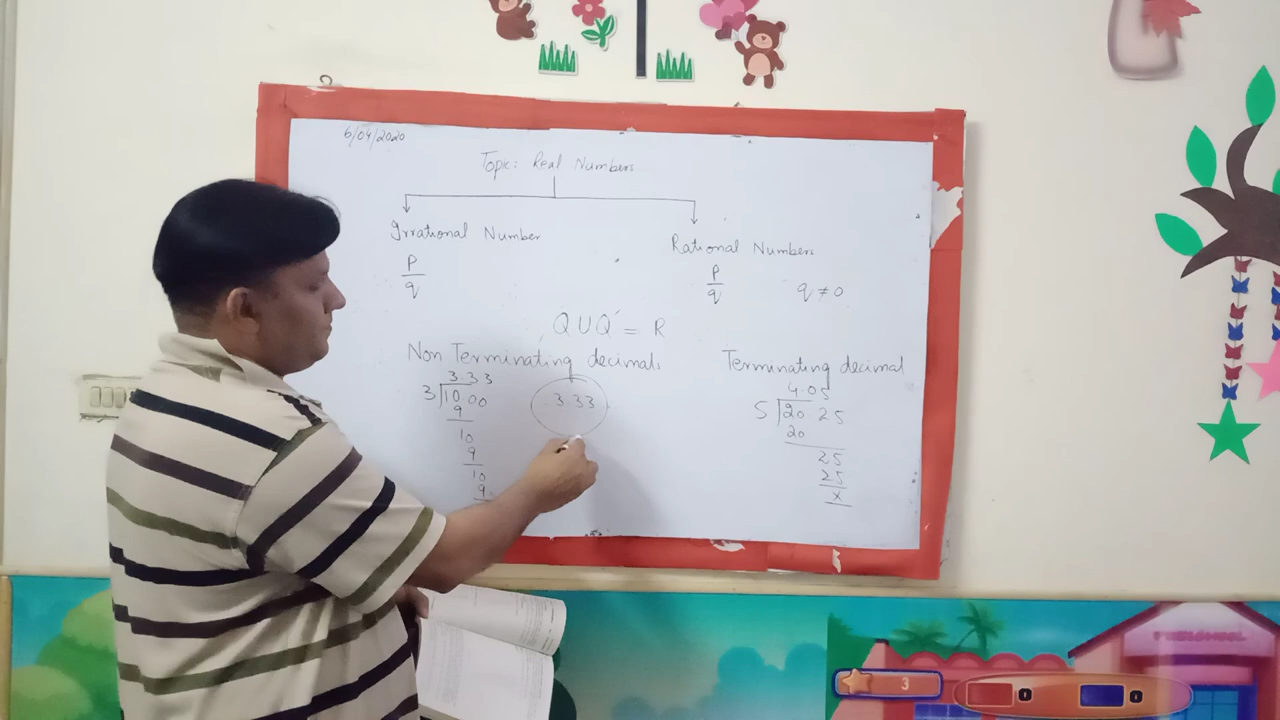 6/04/2020
Topic: Real Numbers
Irrational Number
P
q
Rational Numbers
P
q
q ≠ 0
Q U Q′ = R
Non Terminating decimals
3.33
3 10.00
9
10
9
10
9
3.33
Terminating decimal
4.05
5 20 25
20
25
25
x
3